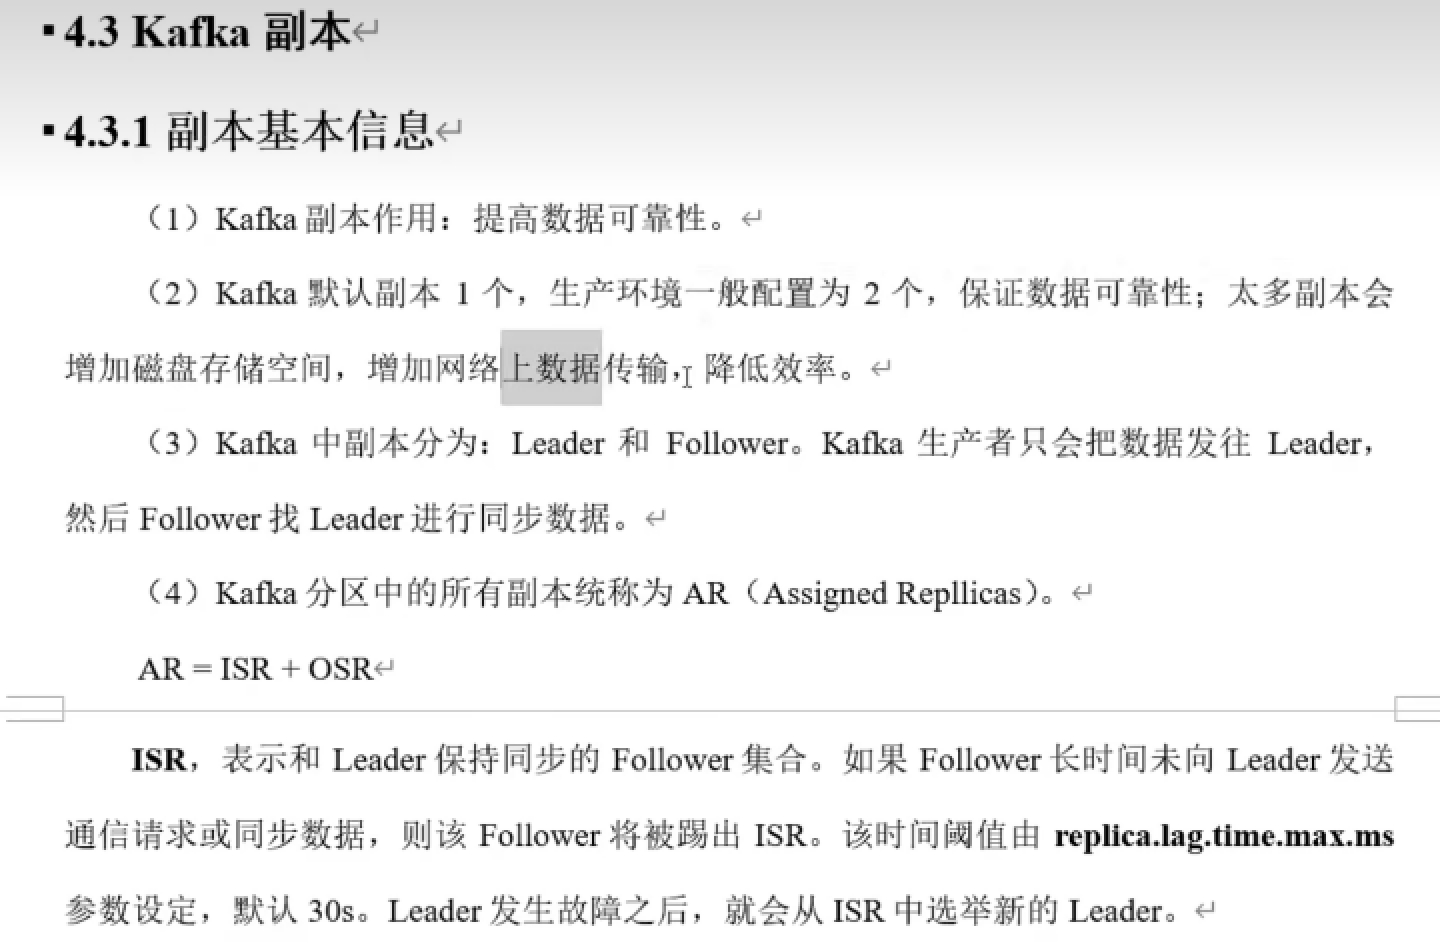 ▪4.3 Kafka 副本↵
▪4.3.1 副本基本信息↵
（1）Kafka 副本作用：提高数据可靠性。↵
（2）Kafka 默认副本 1 个，生产环境一般配置为 2 个，保证数据可靠性；太多副本会
增加磁盘存储空间，增加网络上数据传输，降低效率。↵
（3）Kafka 中副本分为：Leader 和 Follower。Kafka 生产者只会把数据发往 Leader，
然后 Follower 找 Leader 进行同步数据。↵
（4）Kafka 分区中的所有副本统称为 AR（Assigned Repllicas）。↵
AR = ISR + OSR↵
ISR，表示和 Leader 保持同步的 Follower 集合。如果 Follower 长时间未向 Leader 发送
通信请求或同步数据，则该 Follower 将被踢出 ISR。该时间阈值由 replica.lag.time.max.ms
参数设定，默认 30s。Leader 发生故障之后，就会从 ISR 中选举新的 Leader。↵